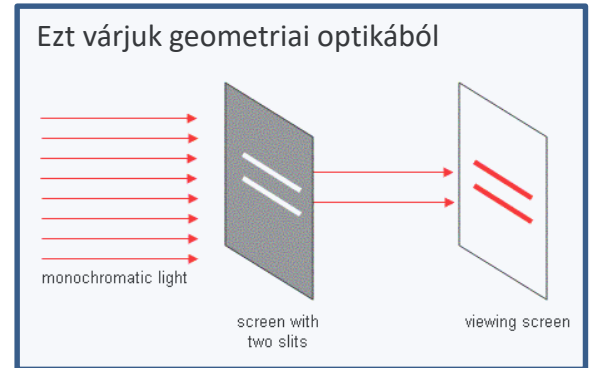 Ezt várjuk geometriai optikából
monochromatic light
screen with
two slits
viewing screen